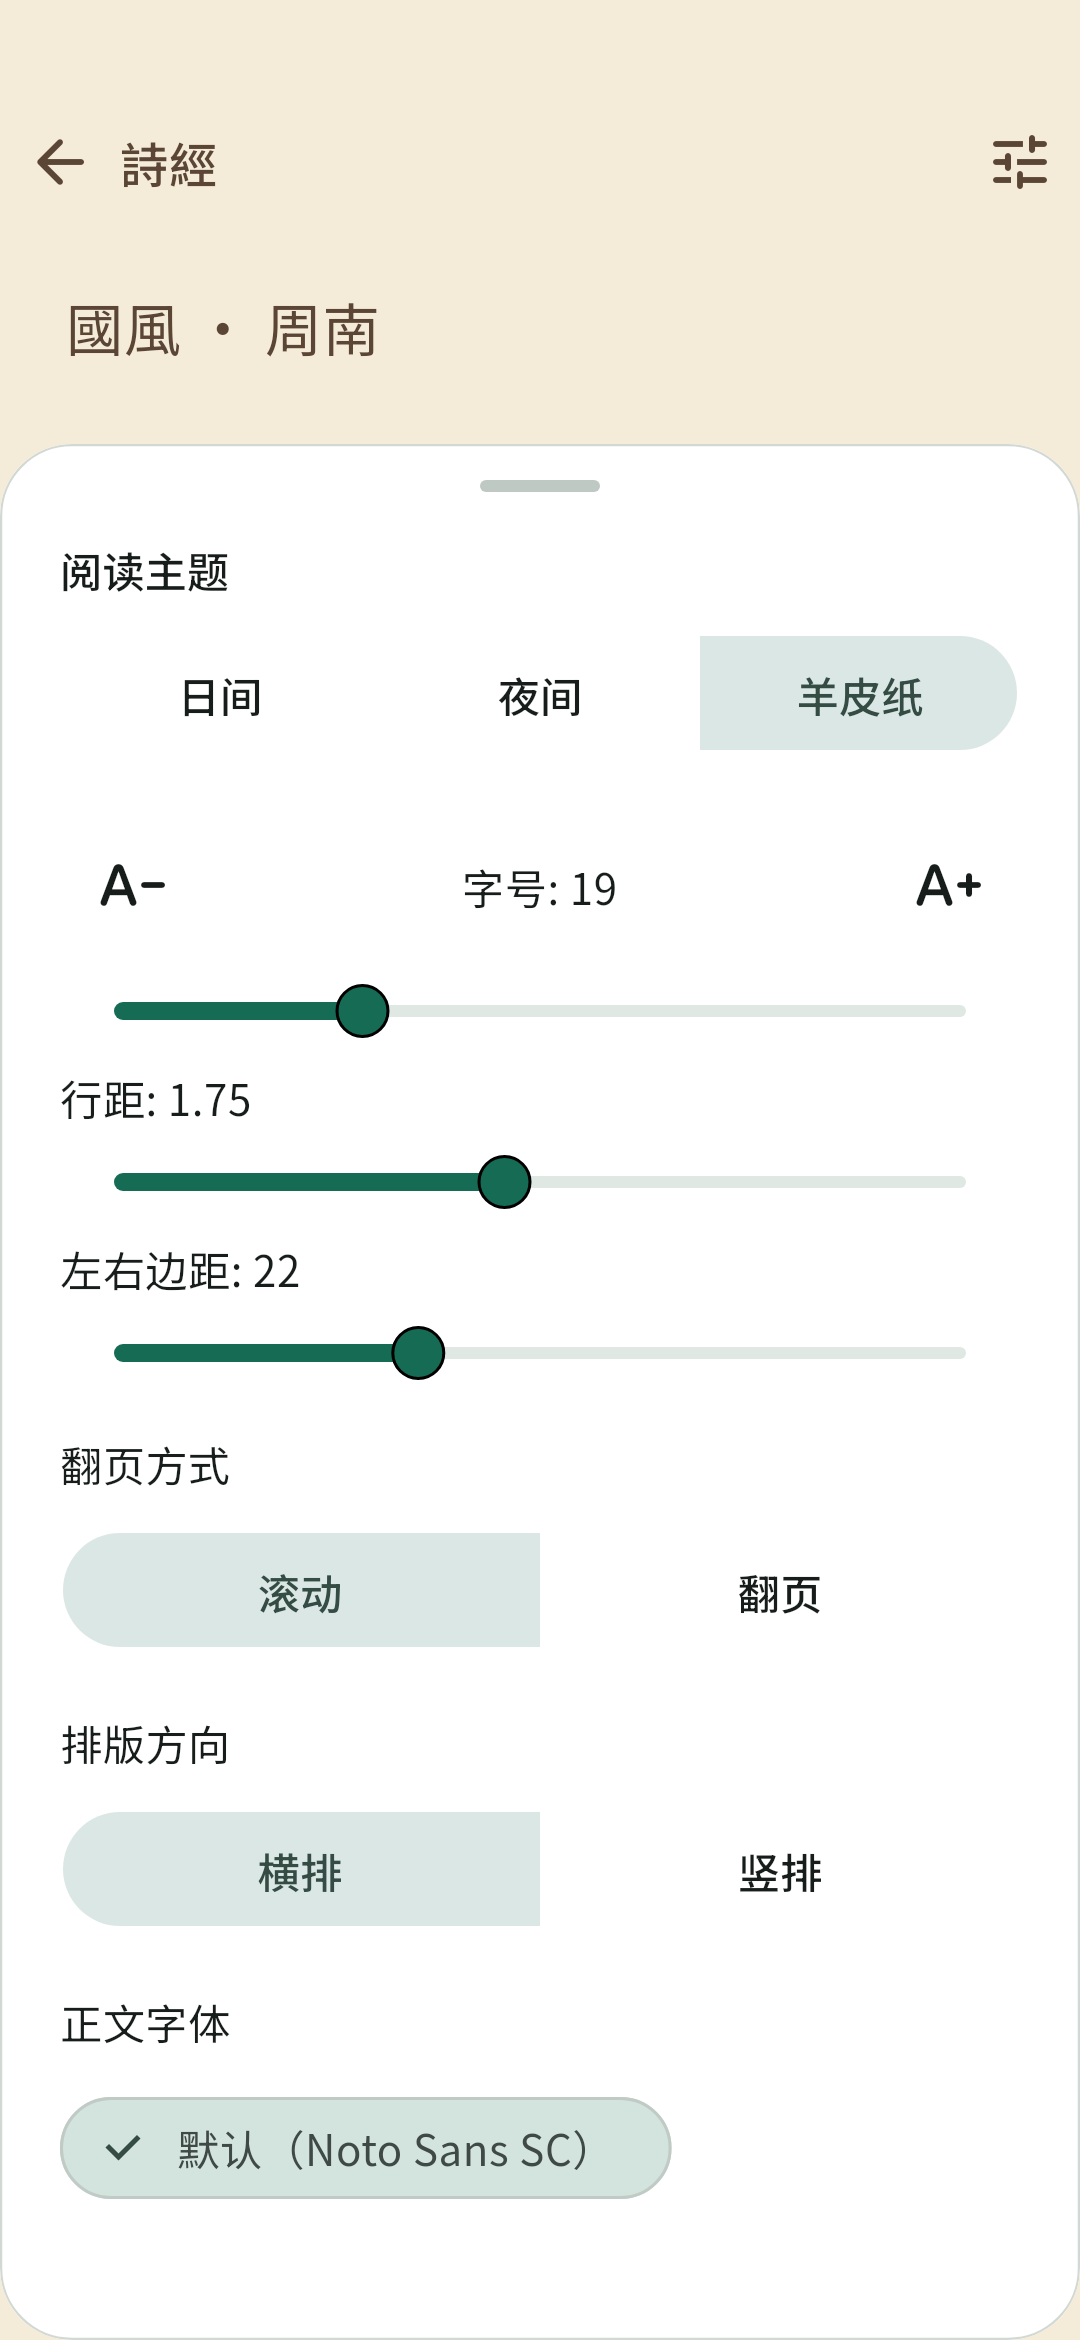 詩經
國風 · 周南
阅读主题
日间 夜间 羊皮纸
A− 字号: 19 A+
行距: 1.75
左右边距: 22
翻页方式
滚动 翻页
排版方向
横排 竖排
正文字体
默认（Noto Sans SC）